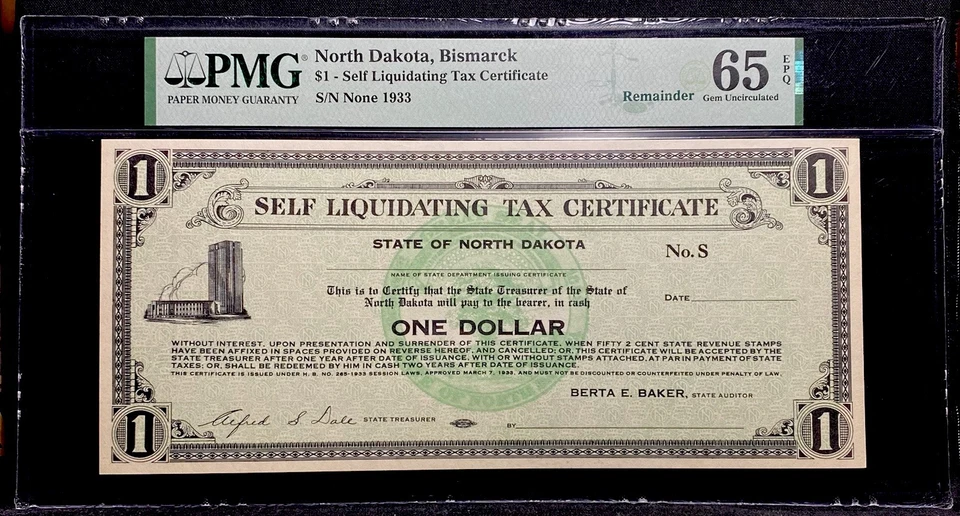 PMG
PAPER MONEY GUARANTY
North Dakota, Bismarck
$1 - Self Liquidating Tax Certificate
S/N None 1933
Remainder
65
EPQ
Gem Uncirculated
1
1
SELF LIQUIDATING TAX CERTIFICATE
STATE OF NORTH DAKOTA
No. S
NAME OF STATE DEPARTMENT ISSUING CERTIFICATE
This is to Certify that the State Treasurer of the State of
North Dakota will pay to the bearer, in cash
DATE
ONE DOLLAR
WITHOUT INTEREST, UPON PRESENTATION AND SURRENDER OF THIS CERTIFICATE, WHEN FIFTY 2 CENT STATE REVENUE STAMPS
HAVE BEEN AFFIXED IN SPACES PROVIDED ON REVERSE HEREOF, AND CANCELLED; OR, THIS CERTIFICATE WILL BE ACCEPTED BY THE
STATE TREASURER AFTER ONE YEAR AFTER DATE OF ISSUANCE, WITH OR WITHOUT STAMPS ATTACHED, AT PAR IN PAYMENT OF STATE
TAXES; OR, SHALL BE REDEEMED BY HIM IN CASH TWO YEARS AFTER DATE OF ISSUANCE.
THIS CERTIFICATE IS ISSUED UNDER H. B. NO. 265-1933 SESSION LAWS, APPROVED MARCH 7, 1933, AND MUST NOT BE DISCOUNTED OR COUNTERFEITED UNDER PENALTY OF LAW.
BERTA E. BAKER, STATE AUDITOR
Alfred S Dale STATE TREASURER
BY
1
1